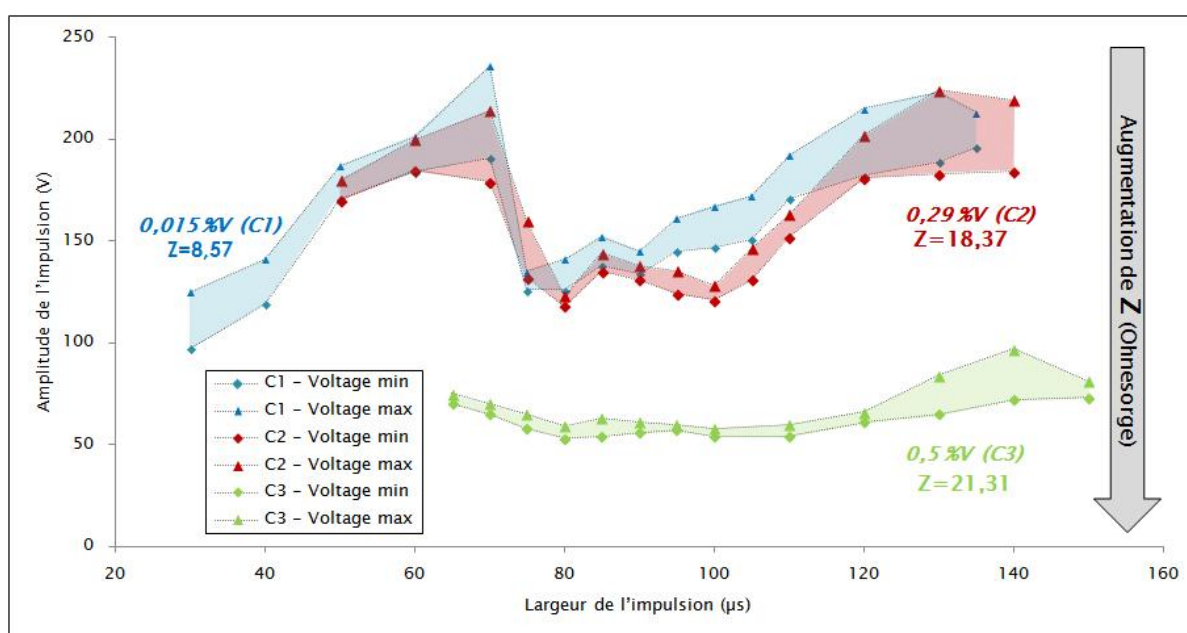 250
200
150
100
50
0
Amplitude de l'impulsion (V)
0,015%V (C1)
Z=8,57
0,29%V (C2)
Z=18,37
0,5%V (C3)
Z=21,31
C1 – Voltage min
C1 – Voltage max
C2 – Voltage min
C2 – Voltage max
C3 – Voltage min
C3 – Voltage max
Augmentation de Z (Ohnesorge)
20 40 60 80 100 120 140 160
Largeur de l'impulsion (µs)